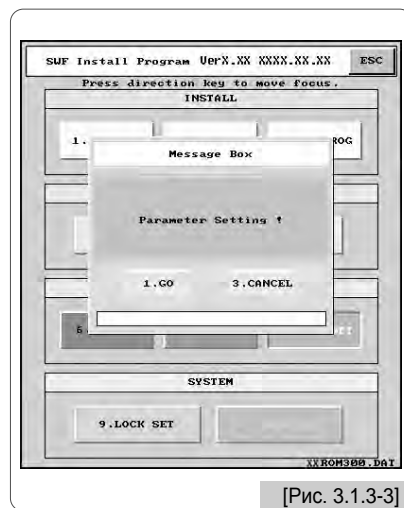 SWF Install Program VerX.XX XXXX.XX.XX ESC
Press direction key to move focus.
INSTALL
1. ROG
Message Box
Parameter Setting !
1.GO 3.CANCEL
6.
SYSTEM
9.LOCK SET
XXROM300.DAT
[Рис. 3.1.3-3]